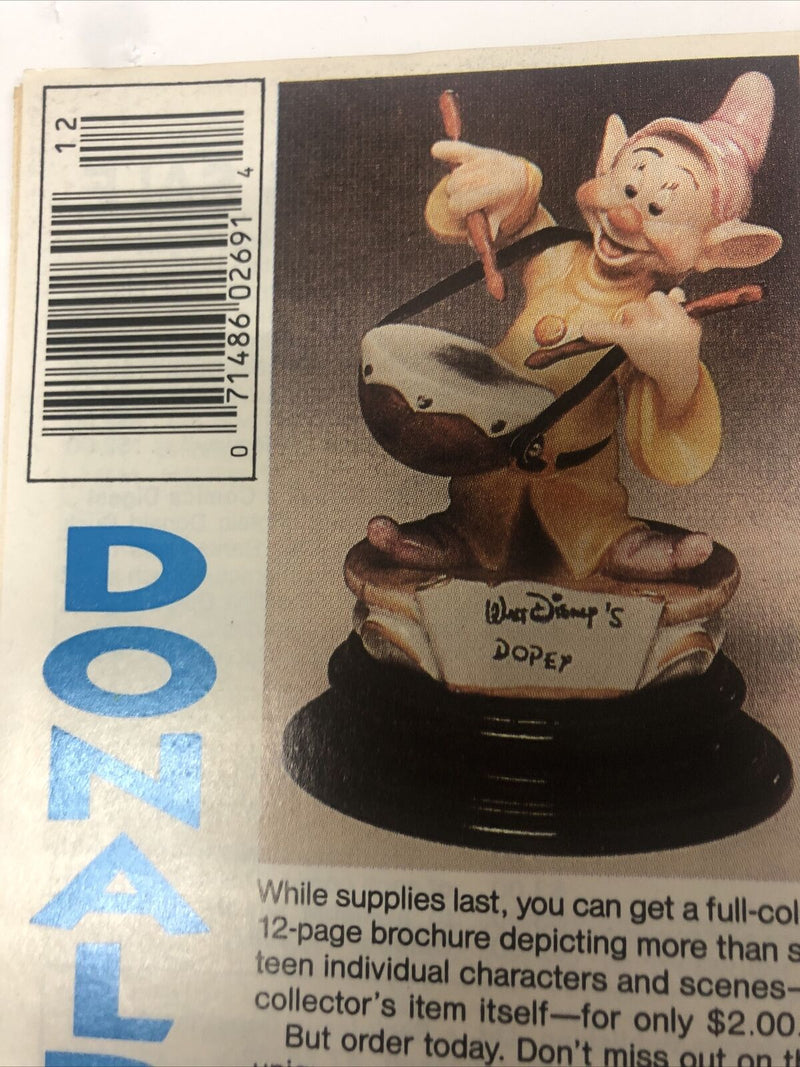 12
0 71486 02691 4
DONALD
Walt Disney's
DOPEY
While supplies last, you can get a full-col
12-page brochure depicting more than s
teen individual characters and scenes—
collector's item itself—for only $2.00.
But order today. Don't miss out on th